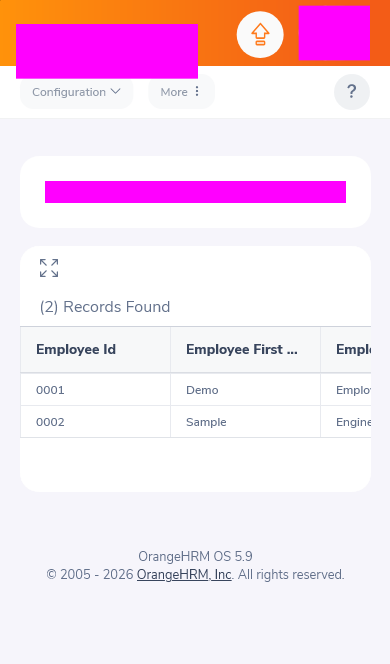 Configuration More ?
(2) Records Found
Employee Id Employee First ...
0001 Demo
0002 Sample
OrangeHRM OS 5.9
© 2005 - 2026 OrangeHRM, Inc. All rights reserved.